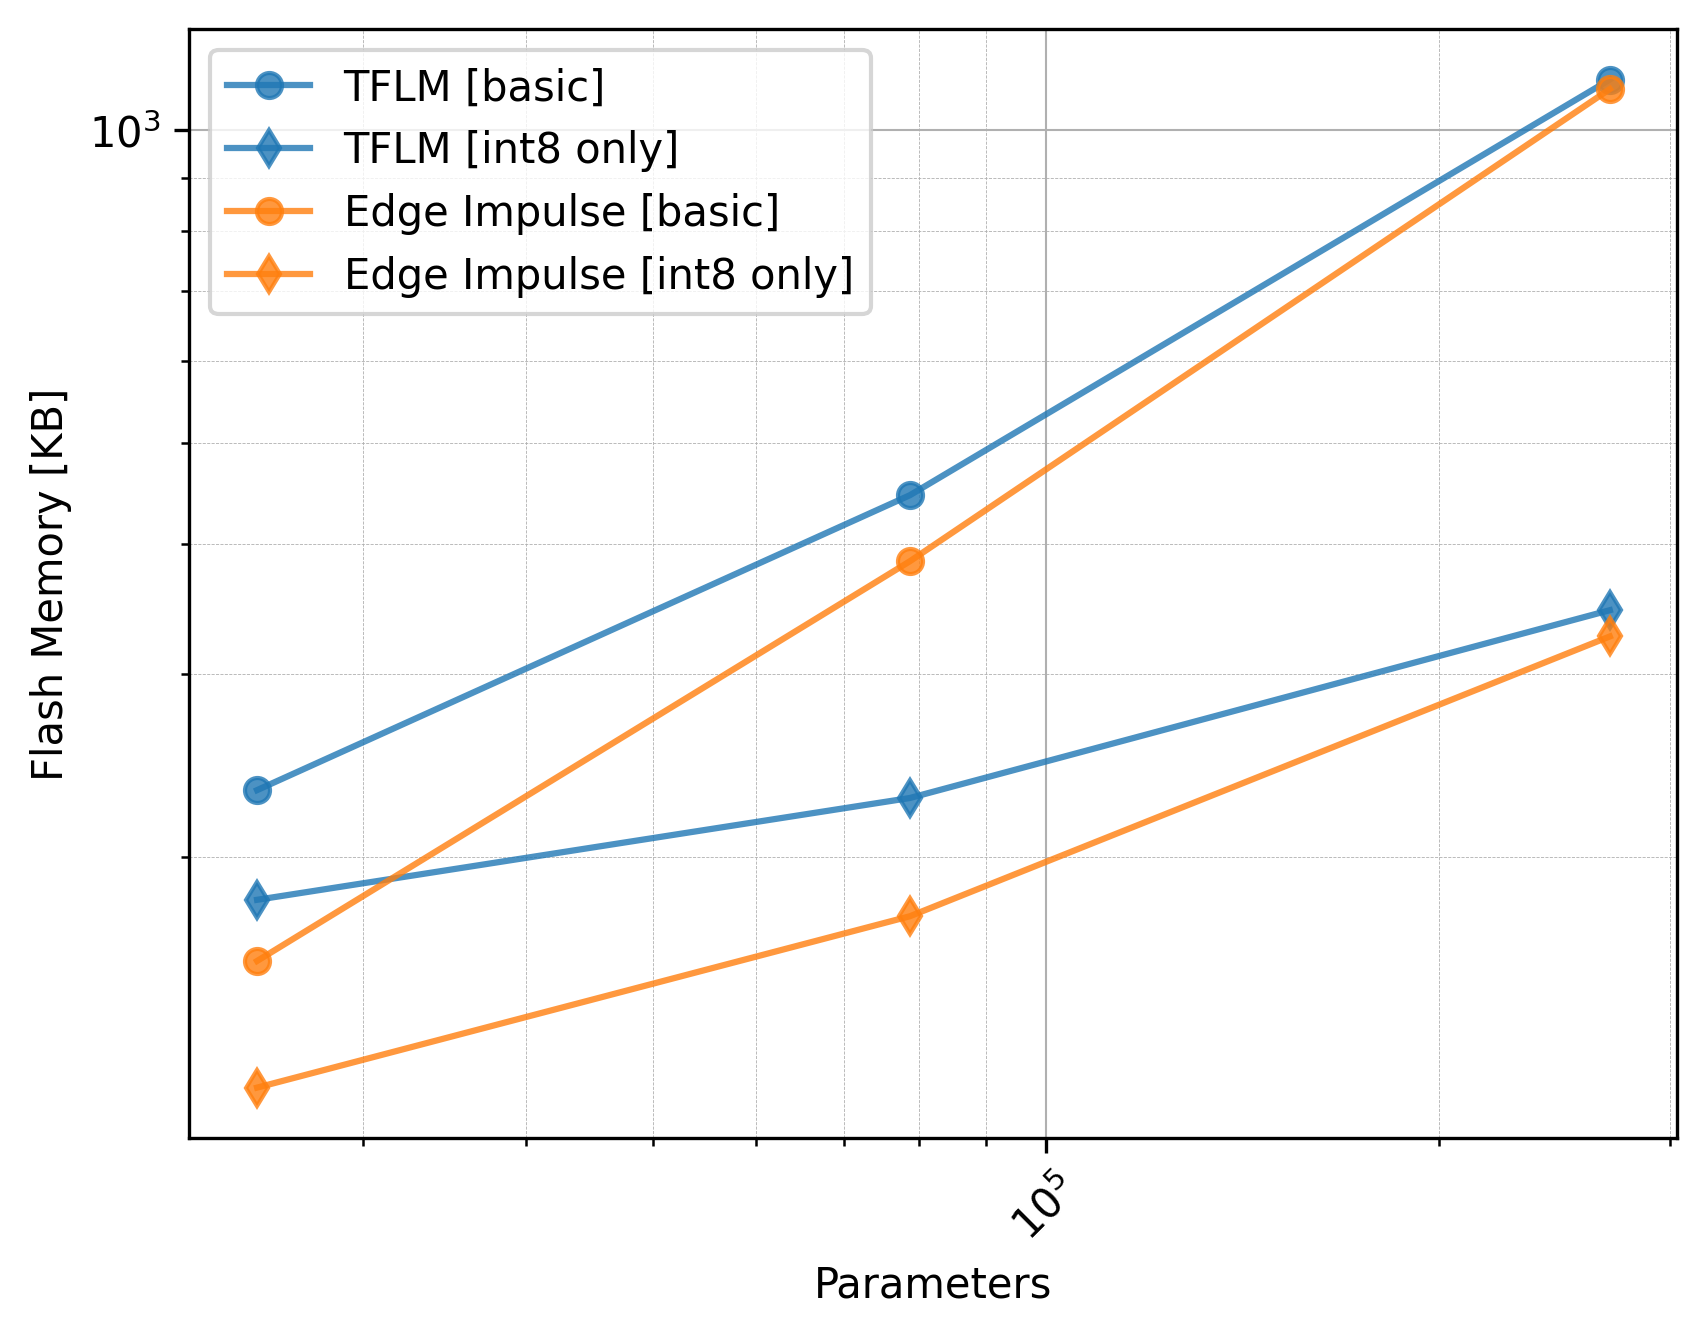 TFLM [basic]
TFLM [int8 only]
Edge Impulse [basic]
Edge Impulse [int8 only]
10³
Flash Memory [KB]
10⁵
Parameters